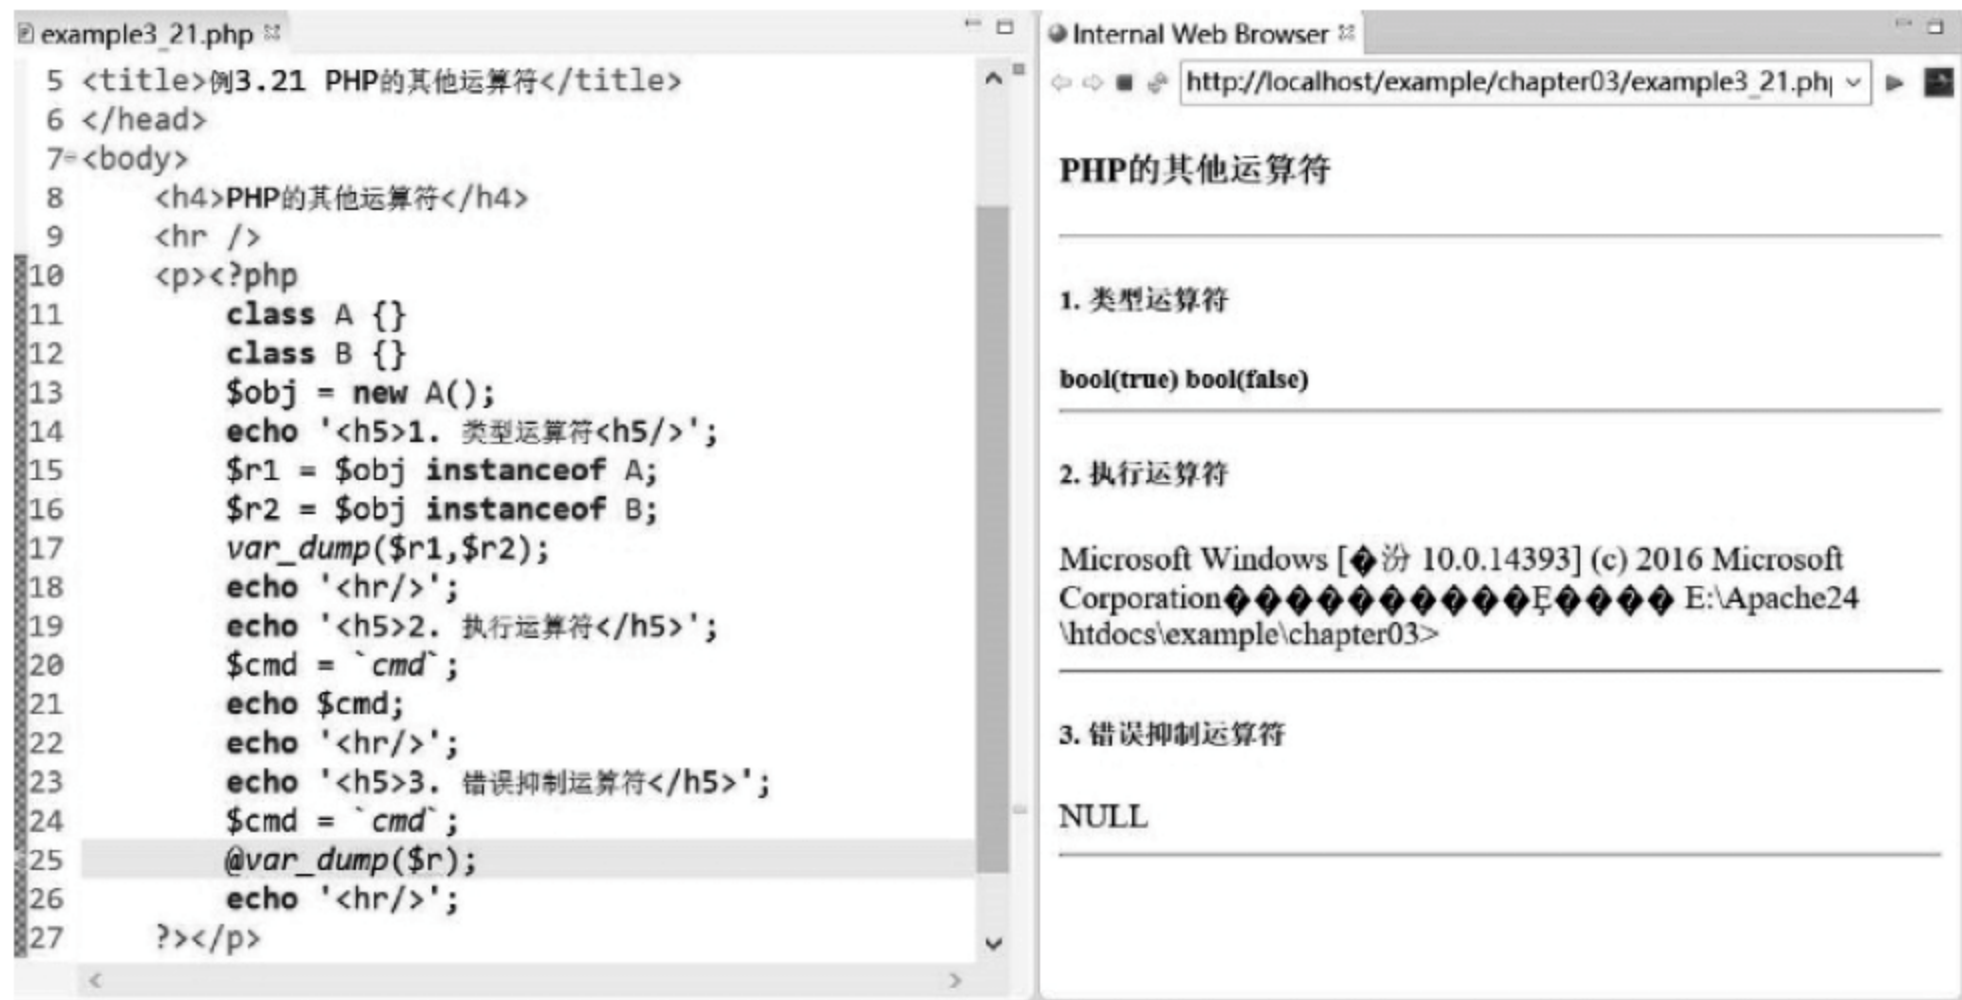 example3_21.php
5 <title>例3.21 PHP的其他运算符</title>
6 </head>
7 <body>
8 <h4>PHP的其他运算符</h4>
9 <hr />
10 <p><?php
11 class A {}
12 class B {}
13 $obj = new A();
14 echo '<h5>1. 类型运算符<h5/>';
15 $r1 = $obj instanceof A;
16 $r2 = $obj instanceof B;
17 var_dump($r1,$r2);
18 echo '<hr/>';
19 echo '<h5>2. 执行运算符</h5>';
20 $cmd = `cmd`;
21 echo $cmd;
22 echo '<hr/>';
23 echo '<h5>3. 错误抑制运算符</h5>';
24 $cmd = `cmd`;
25 @var_dump($r);
26 echo '<hr/>';
27 ?></p>
Internal Web Browser
http://localhost/example/chapter03/example3_21.ph
PHP的其他运算符
1. 类型运算符
bool(true) bool(false)
2. 执行运算符
Microsoft Windows [�汾 10.0.14393] (c) 2016 Microsoft
Corporation����������Ȩ���� E:\Apache24
\htdocs\example\chapter03>
3. 错误抑制运算符
NULL